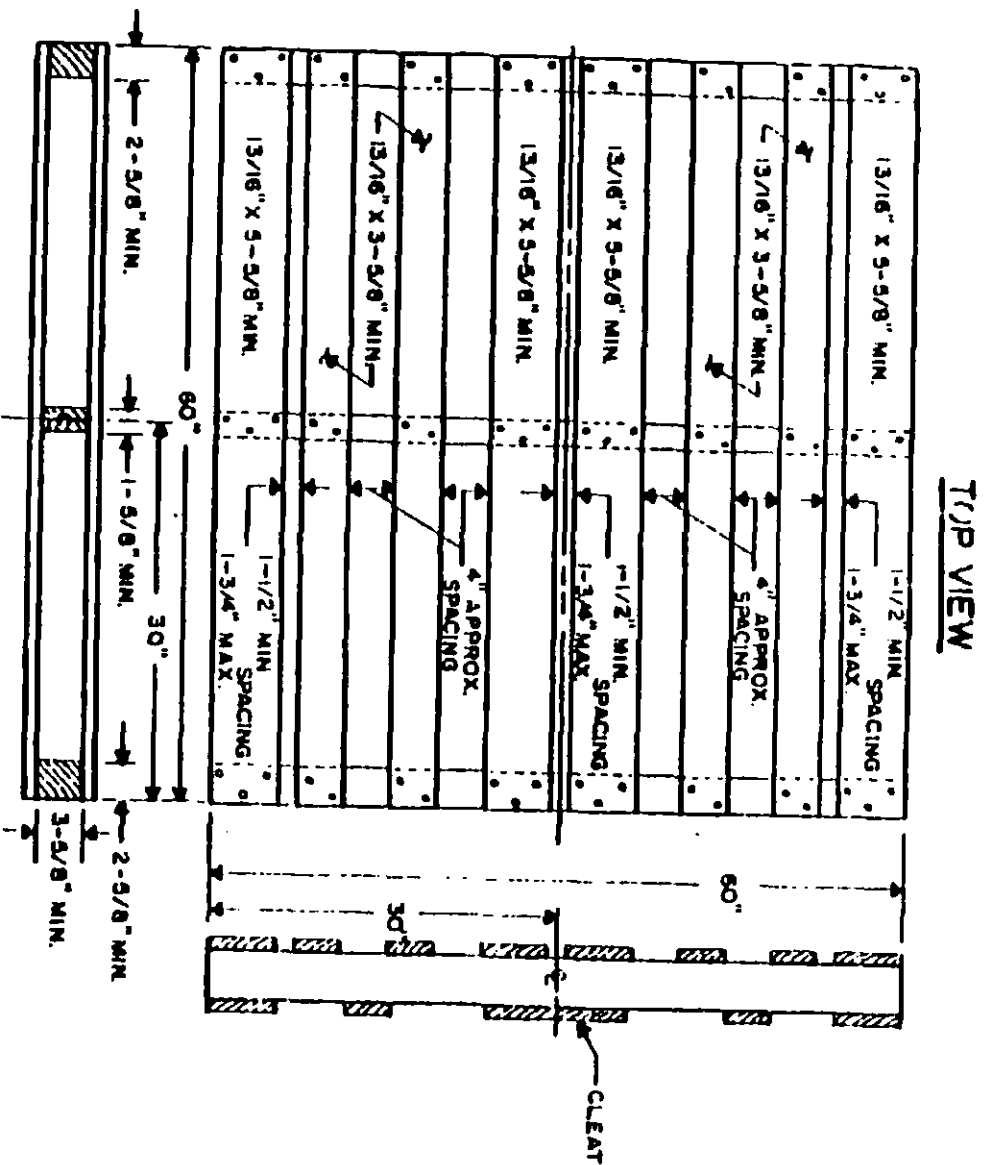 TOP VIEW
13/16" X 5-5/8" MIN.
1-1/2" MIN
SPACING
1-3/4" MAX.
13/16" X 3-5/8" MIN.
4" APPROX.
SPACING
13/16" X 5-5/8" MIN.
1-1/2" MIN.
SPACING
1-3/4" MAX.
13/16" X 5-5/8" MIN.
4" APPROX.
SPACING
13/16" X 3-5/8" MIN.
13/16" X 5-5/8" MIN.
1-1/2" MIN
SPACING
1-3/4" MAX.
60"
30"
2-5/8" MIN.
1-5/8" MIN.
2-5/8" MIN.
3-5/8" MIN.
60"
30"
CLEAT